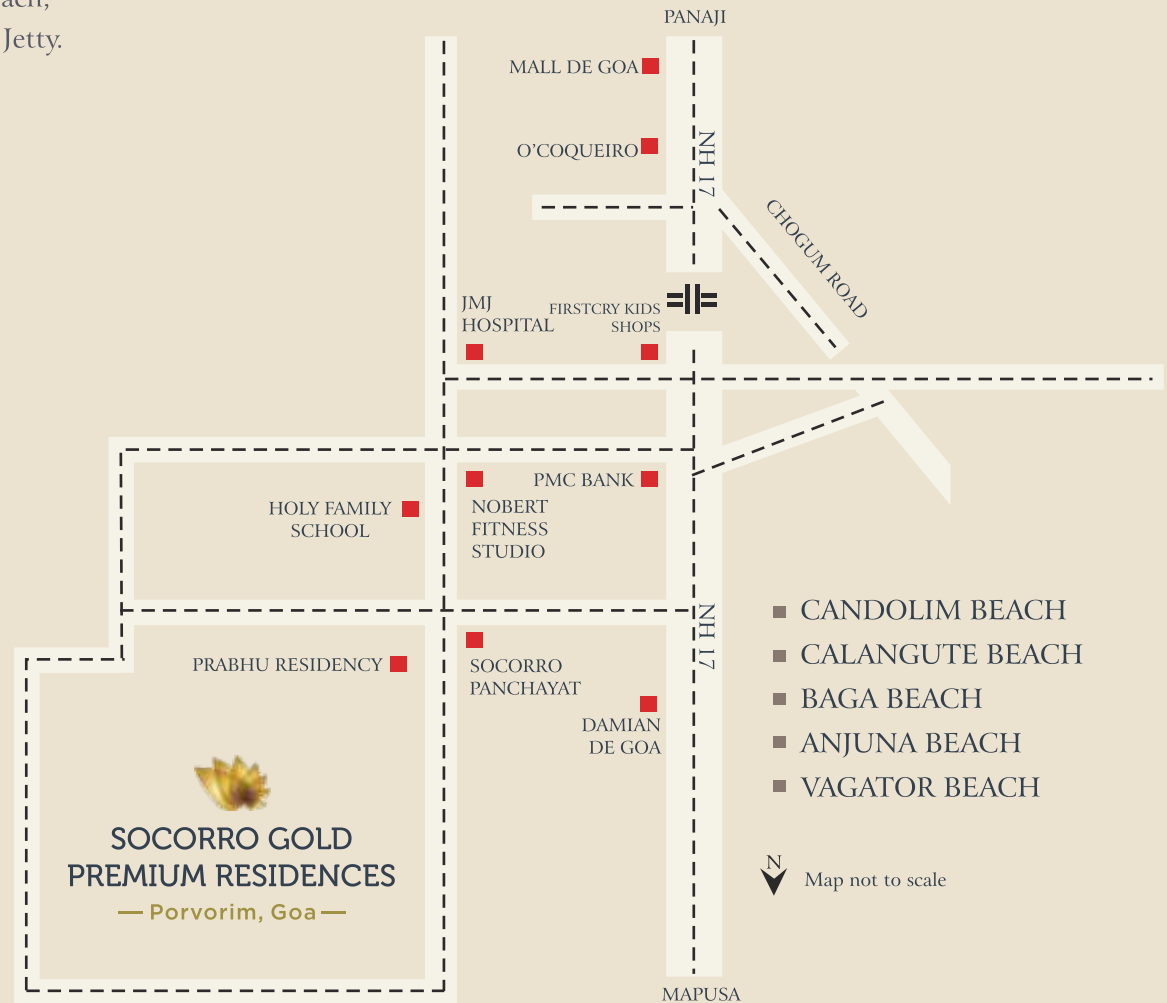 ach,
Jetty.
PANAJI
MALL DE GOA
O'COQUEIRO
NH 17
CHOGUM ROAD
JMJ
HOSPITAL
FIRSTCRY KIDS
SHOPS
PMC BANK
HOLY FAMILY
SCHOOL
NOBERT
FITNESS
STUDIO
NH 17
PRABHU RESIDENCY
SOCORRO
PANCHAYAT
DAMIAN
DE GOA
CANDOLIM BEACH
CALANGUTE BEACH
BAGA BEACH
ANJUNA BEACH
VAGATOR BEACH
SOCORRO GOLD
PREMIUM RESIDENCES
Porvorim, Goa
N
Map not to scale
MAPUSA